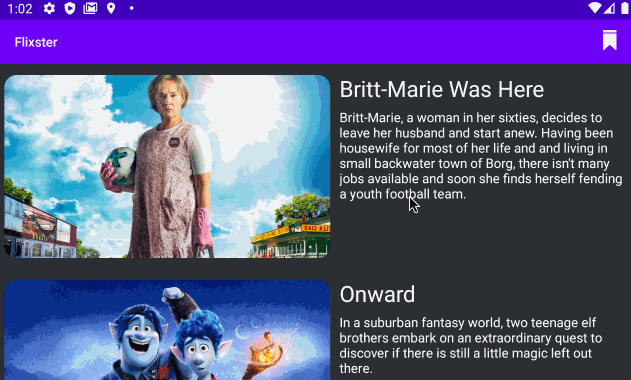 1:02
Flixster
Britt-Marie Was Here
Britt-Marie, a woman in her sixties, decides to
leave her husband and start anew. Having been
housewife for most of her life and and living in
small backwater town of Borg, there isn't many
jobs available and soon she finds herself fending
a youth football team.
Onward
In a suburban fantasy world, two teenage elf
brothers embark on an extraordinary quest to
discover if there is still a little magic left out
there.